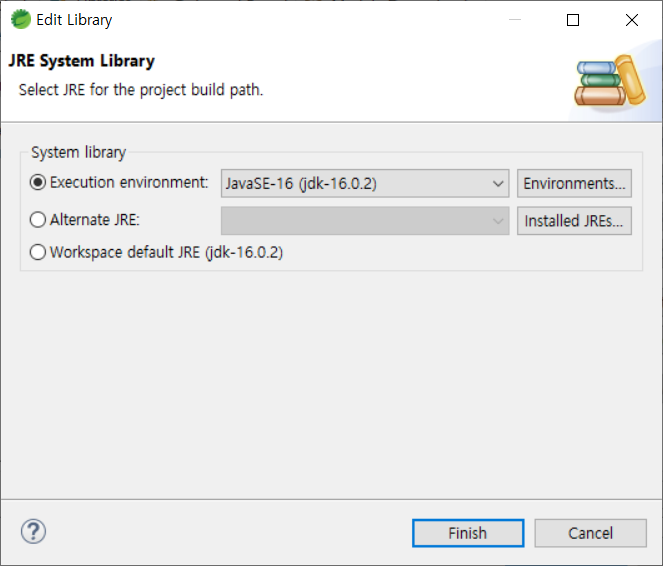 Edit Library
JRE System Library
Select JRE for the project build path.
System library
Execution environment: JavaSE-16 (jdk-16.0.2) Environments...
Alternate JRE: Installed JREs...
Workspace default JRE (jdk-16.0.2)
? Finish Cancel